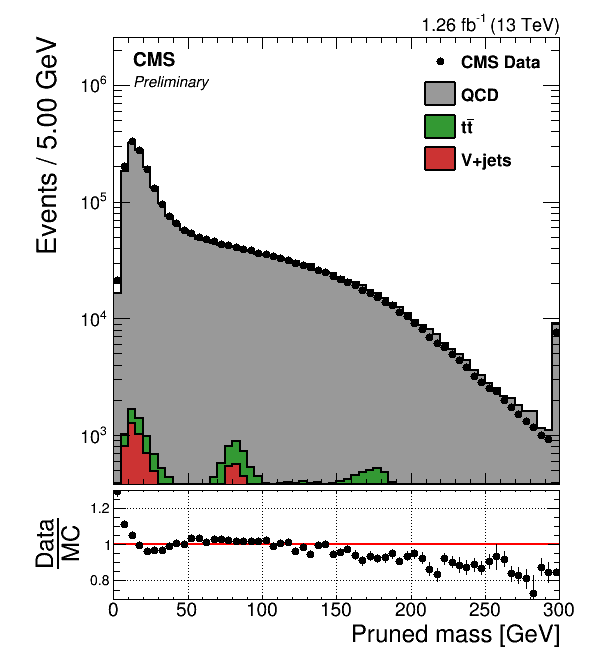 1.26 fb⁻¹ (13 TeV)
Events / 5.00 GeV
CMS
Preliminary
CMS Data
QCD
tt̄
V+jets
10⁶
10⁵
10⁴
10³
Data
MC
1.2
1
0.8
0 50 100 150 200 250 300
Pruned mass [GeV]